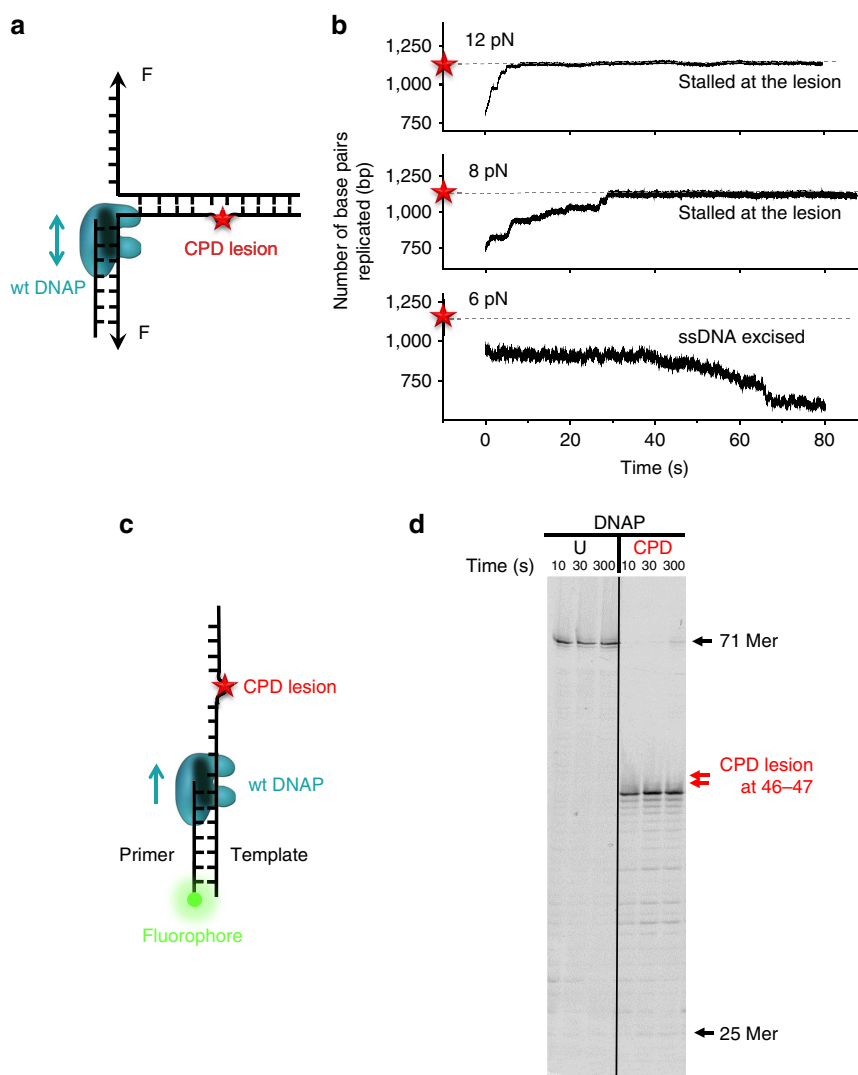 a
F
CPD lesion
wt DNAP
F
b
Number of base pairs
replicated (bp)
12 pN
1,250
1,000
750
Stalled at the lesion
8 pN
1,250
1,000
750
Stalled at the lesion
6 pN
1,250
1,000
750
ssDNA excised
0 20 40 60 80
Time (s)
c
CPD lesion
wt DNAP
Primer Template
Fluorophore
d
DNAP
U CPD
Time (s) 10 30 300 10 30 300
71 Mer
CPD lesion
at 46–47
25 Mer